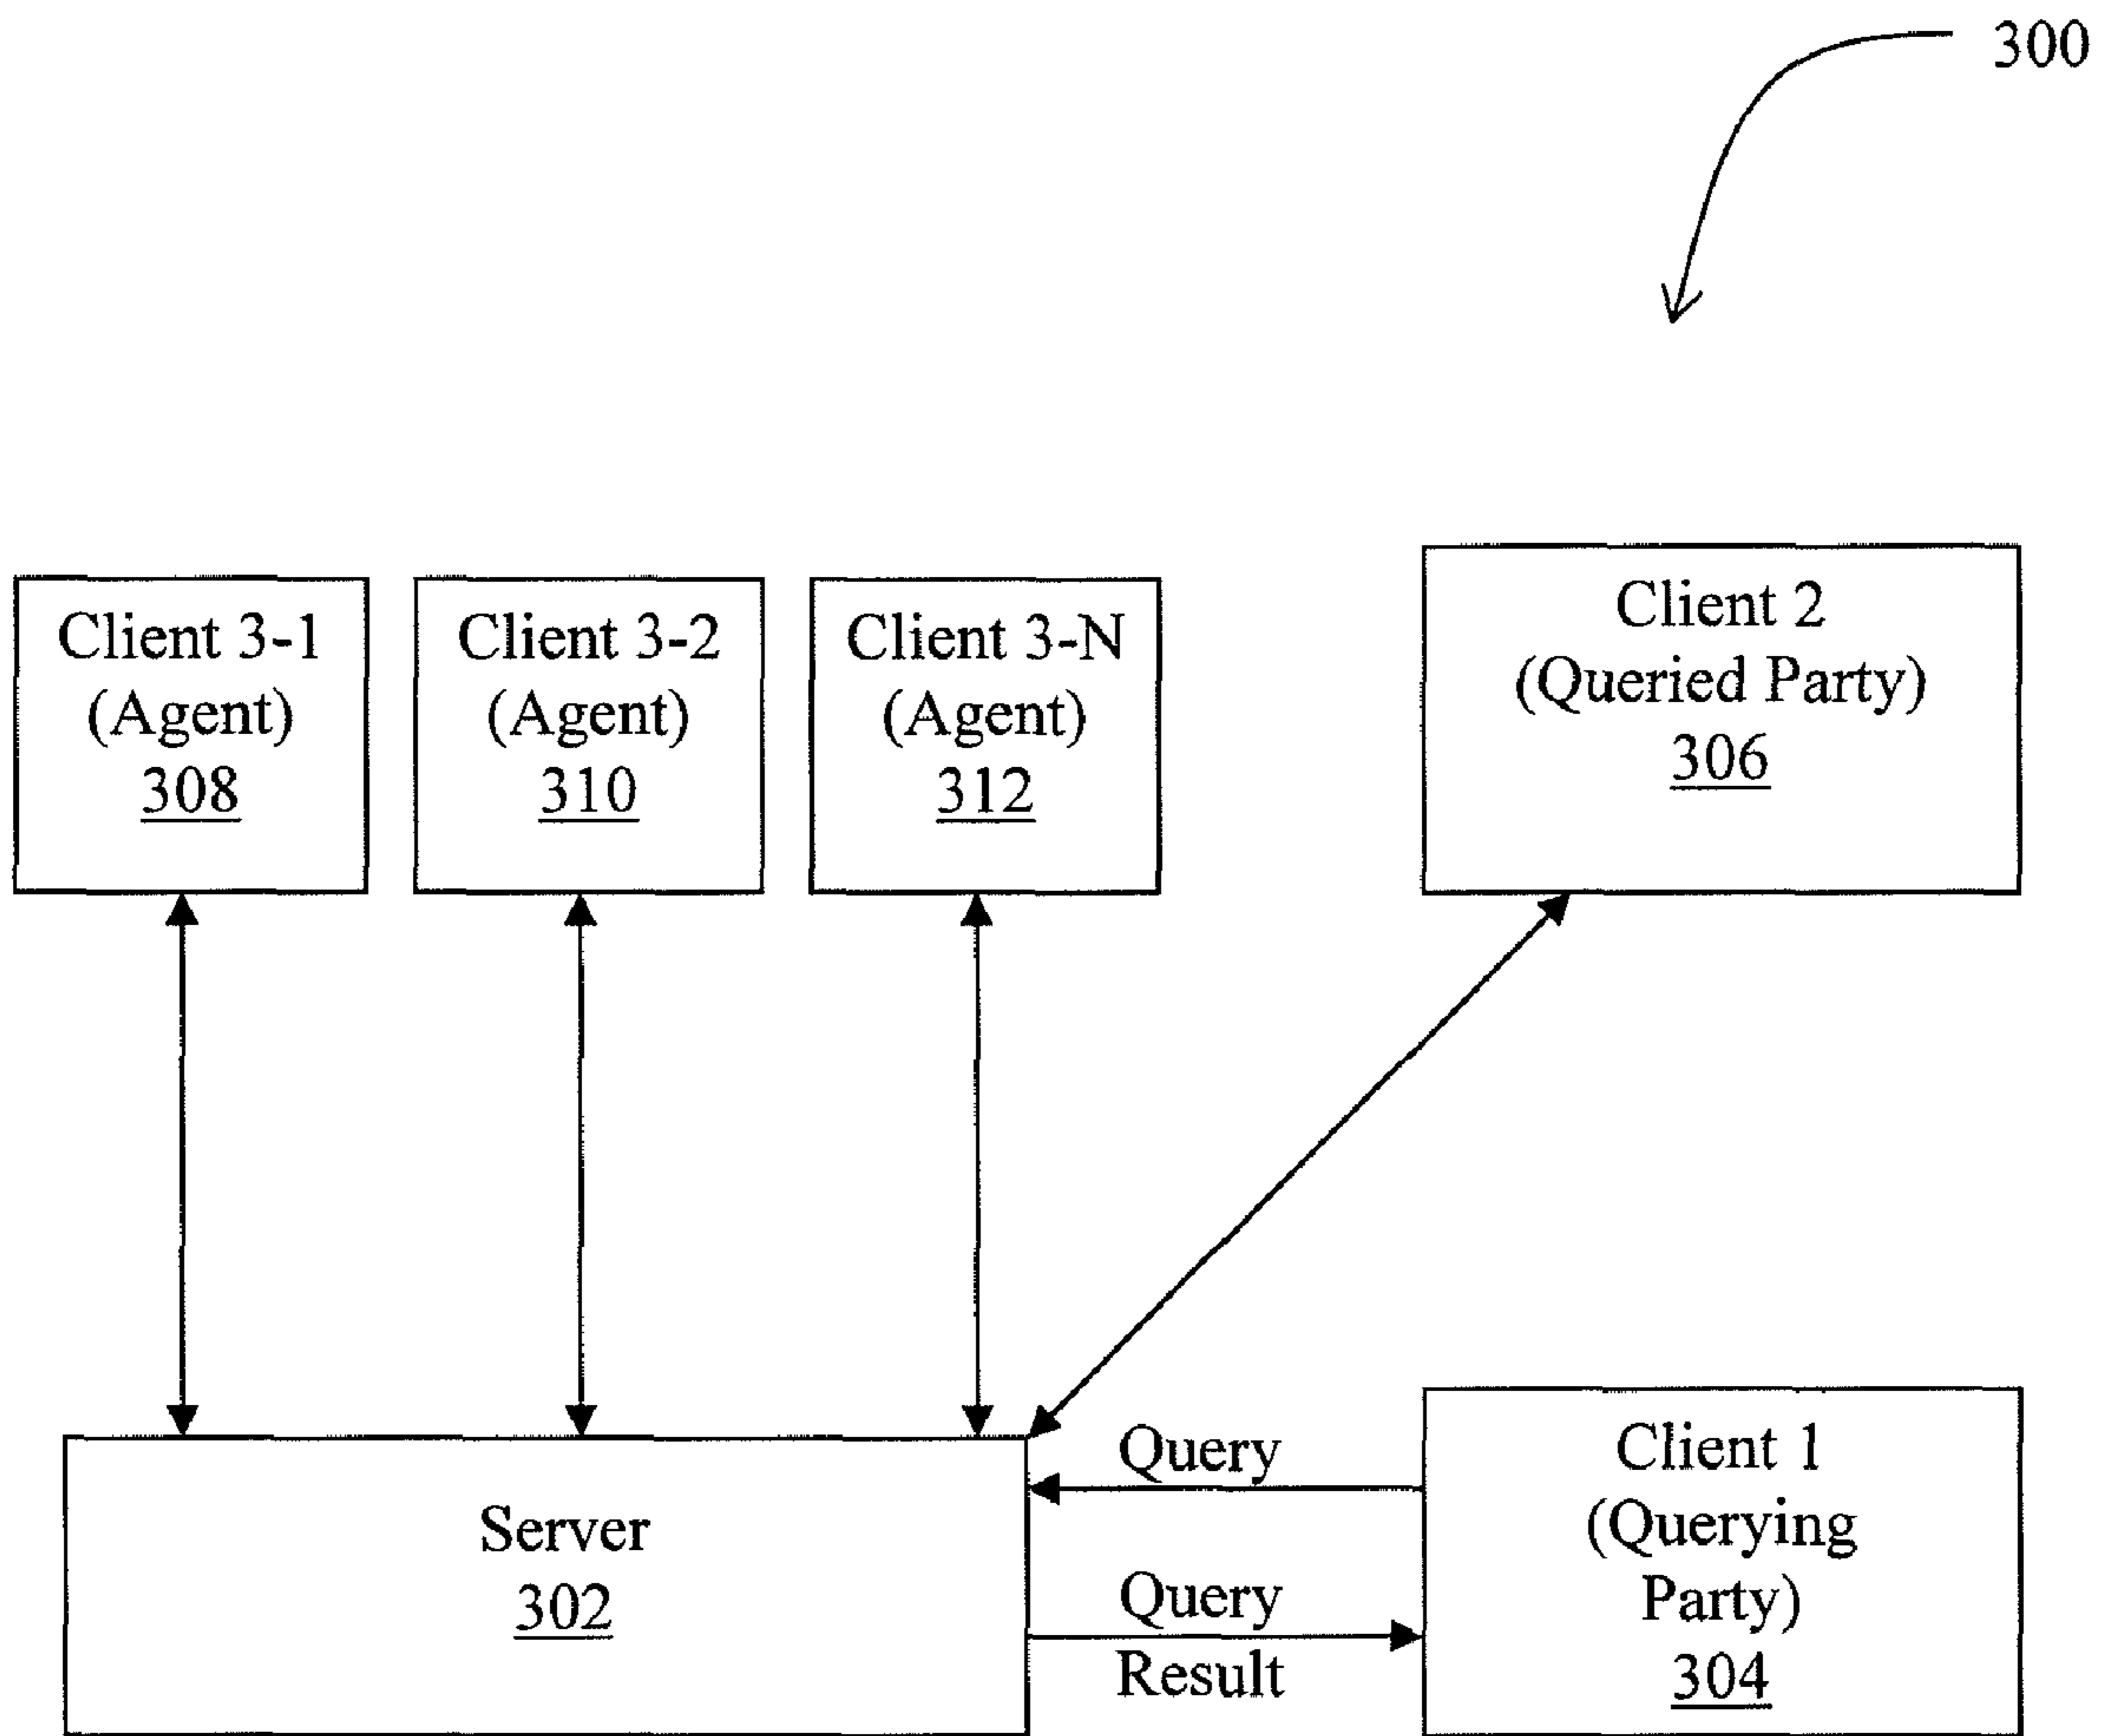 300
Client 3-1
(Agent)
308
Client 3-2
(Agent)
310
Client 3-N
(Agent)
312
Client 2
(Queried Party)
306
Server
302
Query
Query
Result
Client 1
(Querying
Party)
304